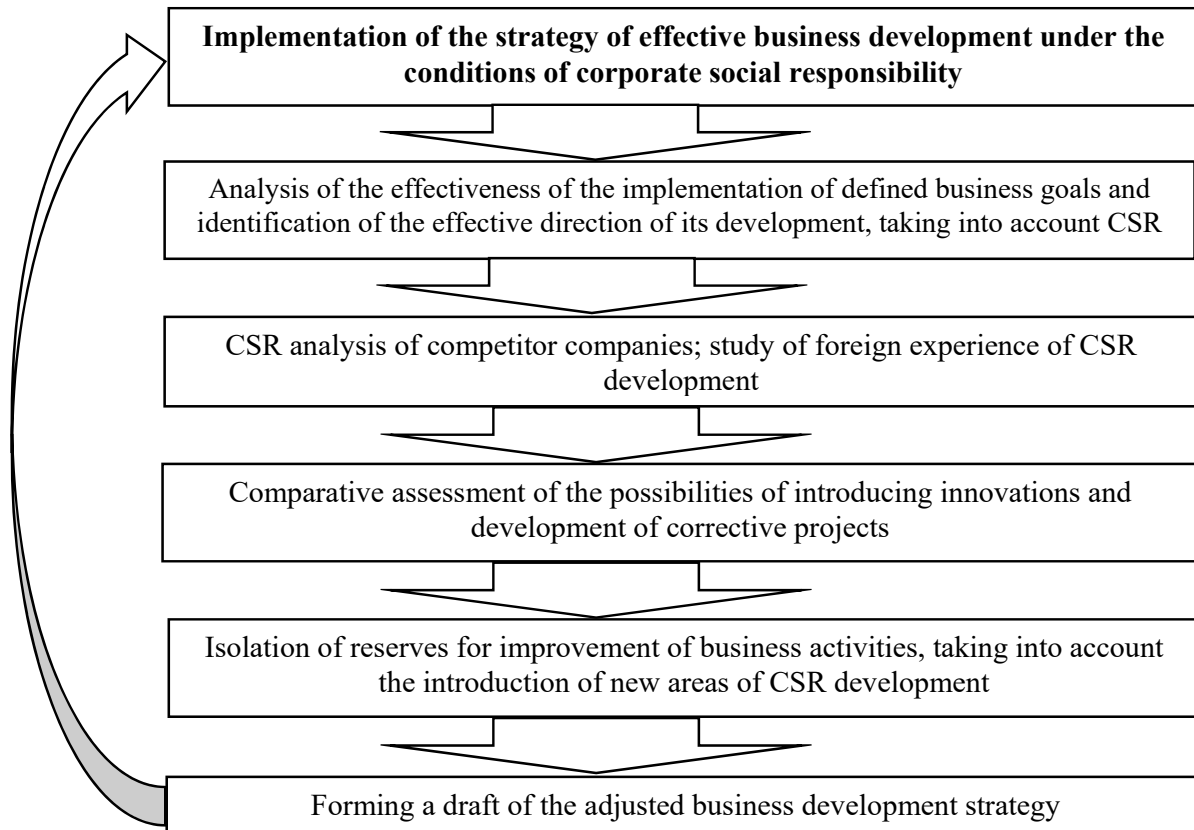 Implementation of the strategy of effective business development under the
conditions of corporate social responsibility
Analysis of the effectiveness of the implementation of defined business goals and
identification of the effective direction of its development, taking into account CSR
CSR analysis of competitor companies; study of foreign experience of CSR
development
Comparative assessment of the possibilities of introducing innovations and
development of corrective projects
Isolation of reserves for improvement of business activities, taking into account
the introduction of new areas of CSR development
Forming a draft of the adjusted business development strategy